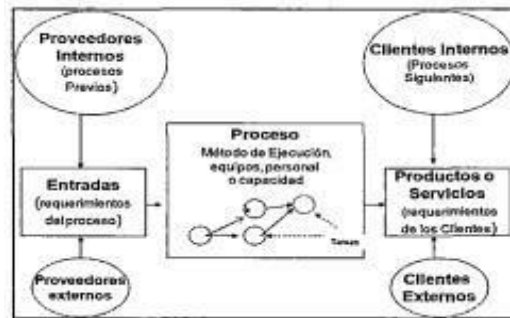 Proveedores
Internos
(procesos
Previos)
Clientes Internos
(Procesos
Siguientes)
Proceso
Método de Ejecución,
equipos, personal
o capacidad
Tareas
Entradas
(requerimientos
del proceso)
Productos o
Servicios
(requerimientos
de los Clientes)
Proveedores
externos
Clientes
Externos